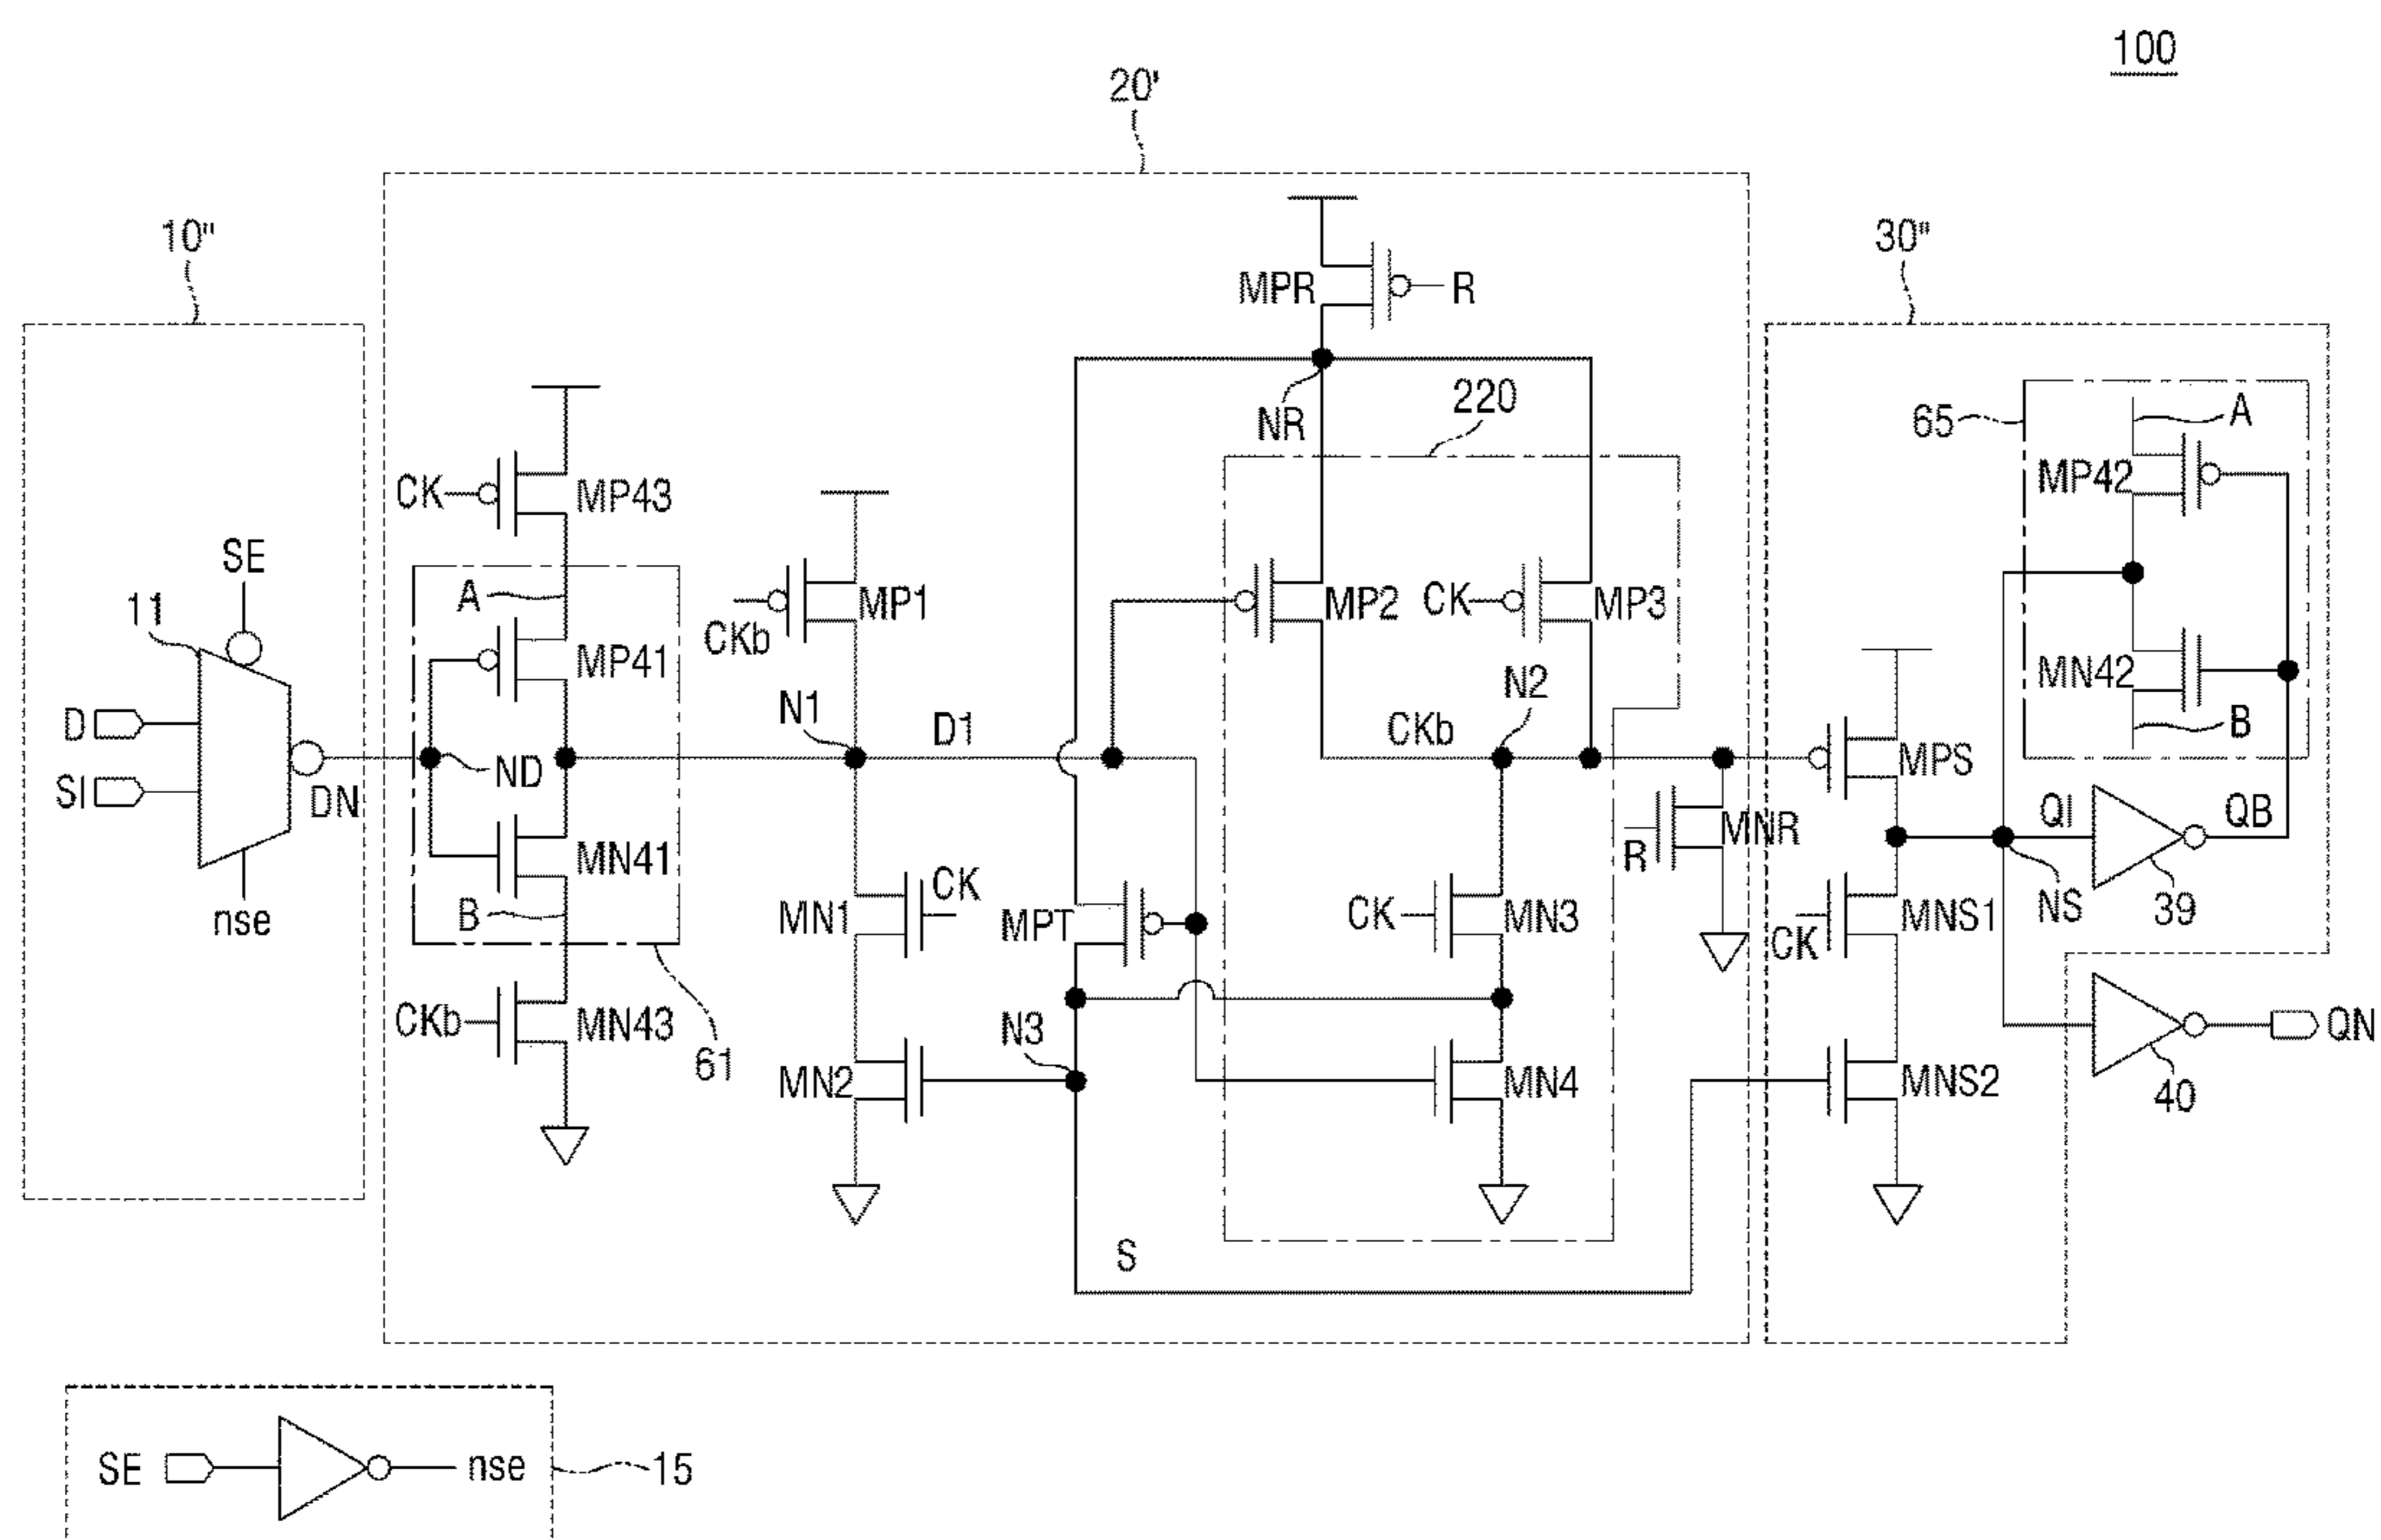 100
20'
10"
30"
MPR
R
NR
220
65
A
MP42
CK
MP43
SE
11
A
MP41
MP1
CKb
MP2
CK
MP3
MN42
B
N1
D1
CKb
N2
D
ND
SI
DN
MPS
MN41
MNR
R
QI
QB
nse
B
MN1
CK
MPT
CK
MN3
MNS1
CK
NS
39
CKb
MN43
N3
MN2
61
MN4
MNS2
QN
40
S
SE
nse
15